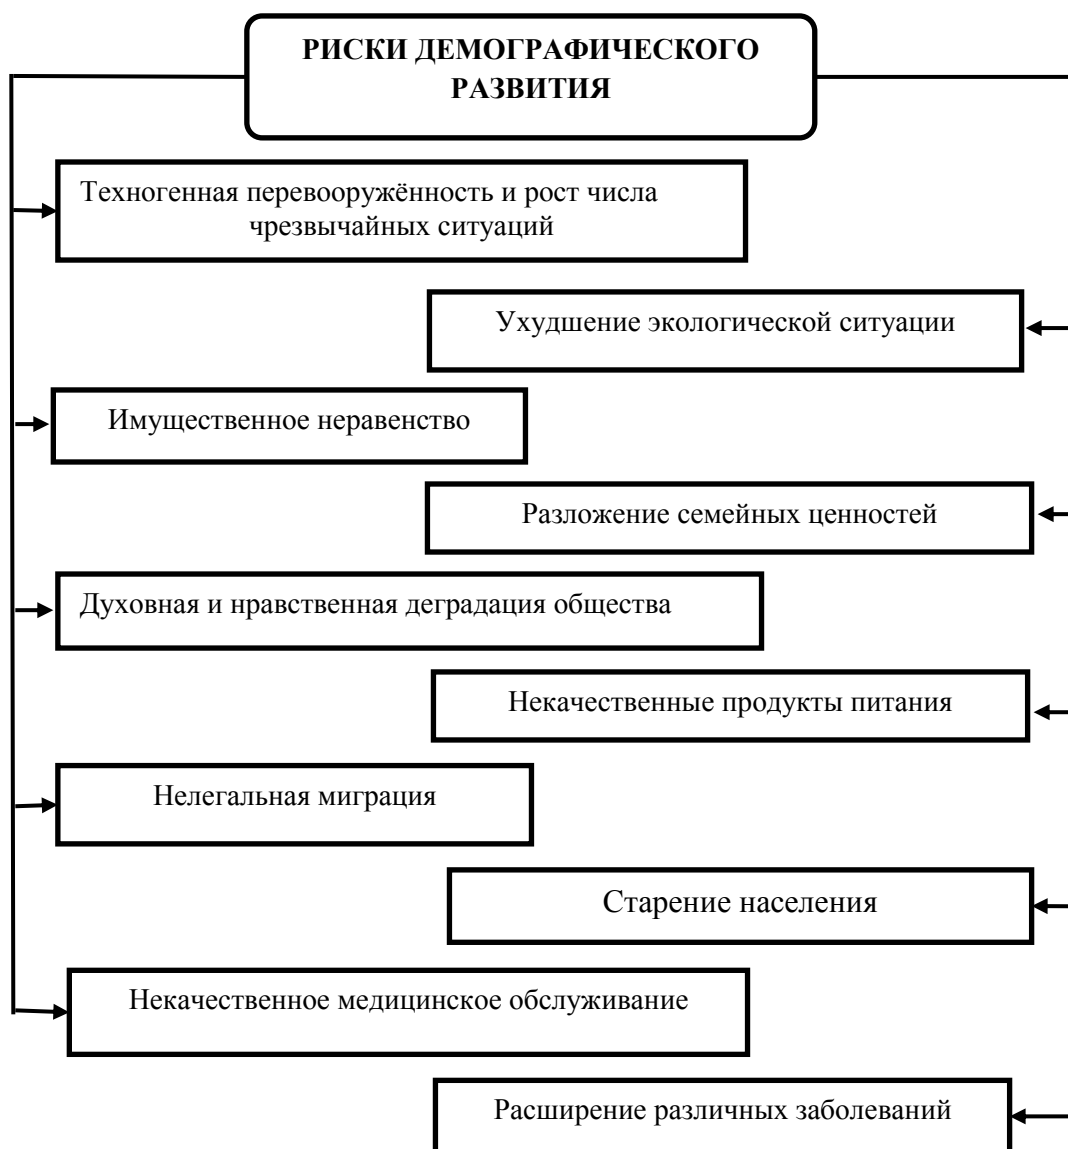 РИСКИ ДЕМОГРАФИЧЕСКОГО
РАЗВИТИЯ
Техногенная перевооружённость и рост числа
чрезвычайных ситуаций
Ухудшение экологической ситуации
Имущественное неравенство
Разложение семейных ценностей
Духовная и нравственная деградация общества
Некачественные продукты питания
Нелегальная миграция
Старение населения
Некачественное медицинское обслуживание
Расширение различных заболеваний